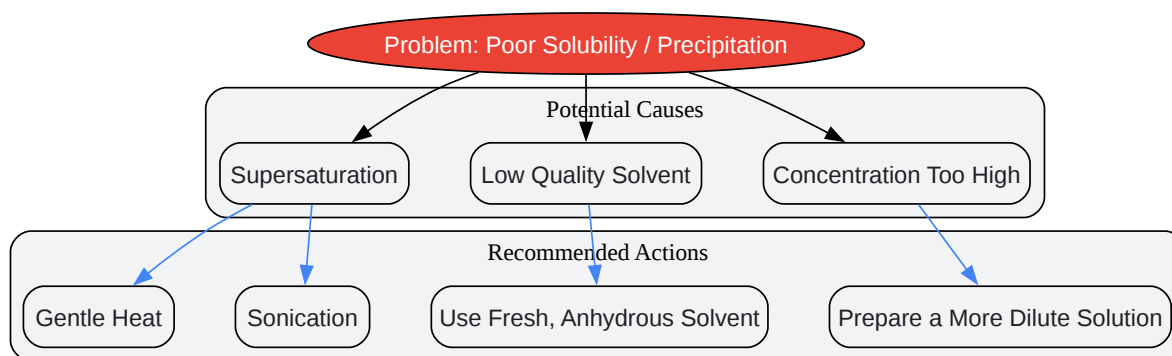 Problem: Poor Solubility / Precipitation
Potential Causes
Supersaturation
Low Quality Solvent
Concentration Too High
Recommended Actions
Gentle Heat
Sonication
Use Fresh, Anhydrous Solvent
Prepare a More Dilute Solution